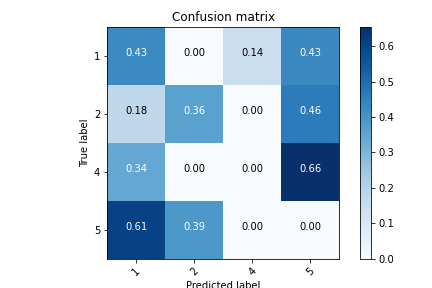 Confusion matrix
1 0.43 0.00 0.14 0.43
2 0.18 0.36 0.00 0.46
4 0.34 0.00 0.00 0.66
5 0.61 0.39 0.00 0.00
1 2 4 5
True label
Predicted label
0.6
0.5
0.4
0.3
0.2
0.1
0.0